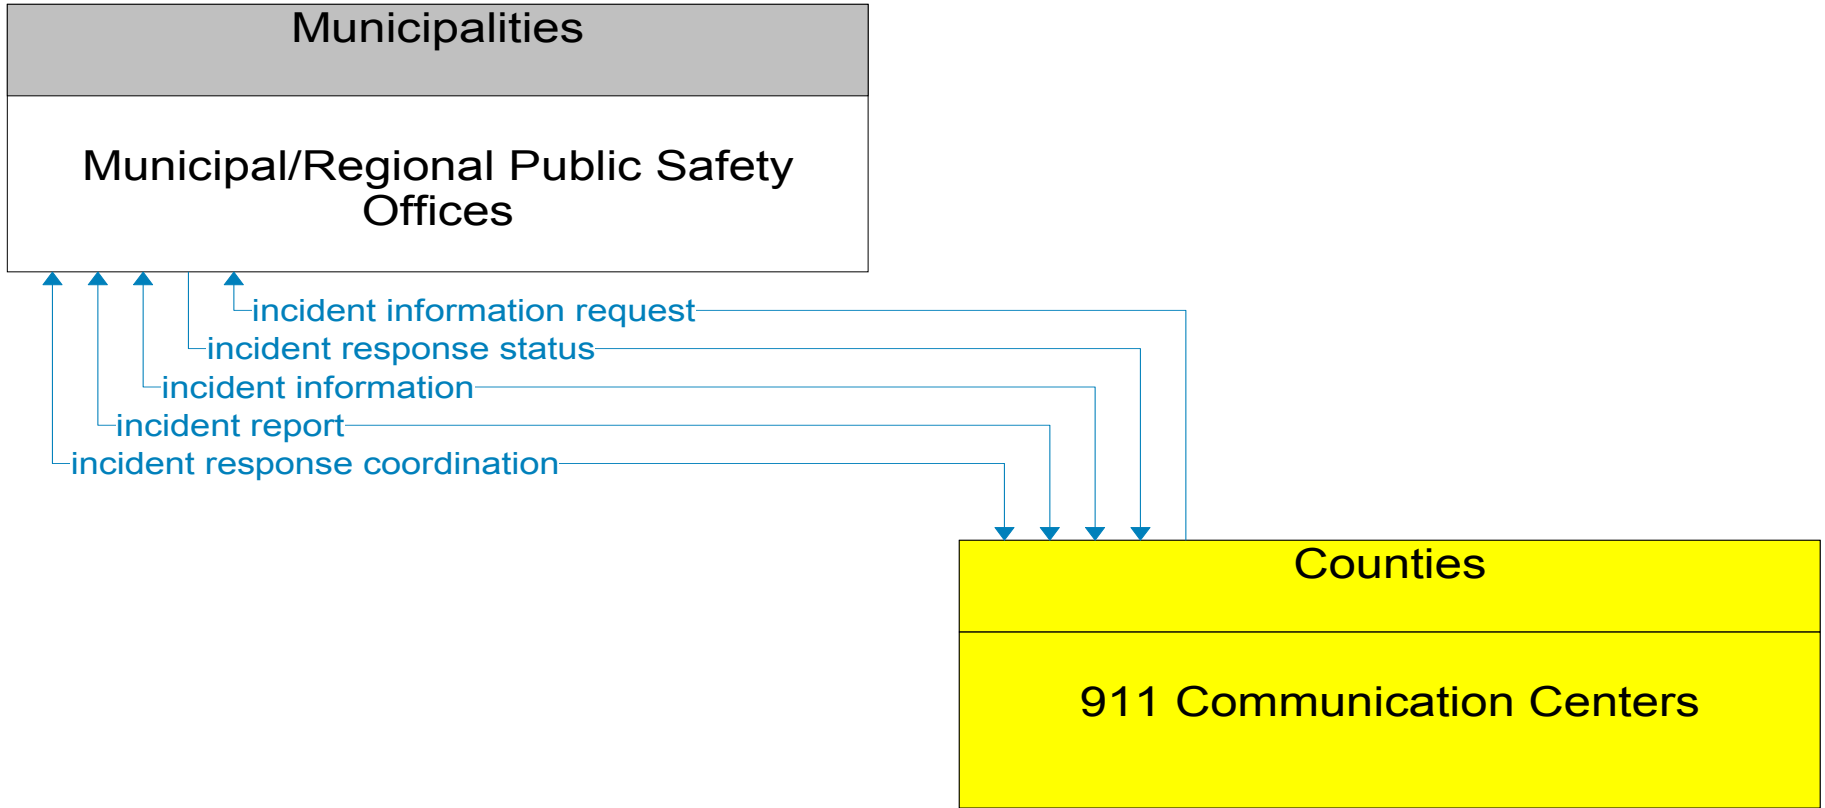 Municipalities
Municipal/Regional Public Safety
Offices
incident information request
incident response status
incident information
incident report
incident response coordination
Counties
911 Communication Centers